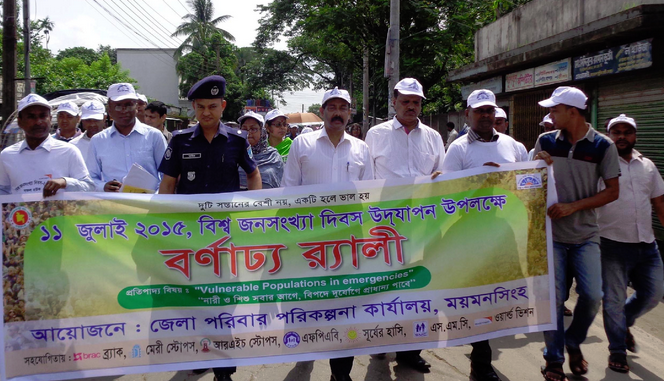 দুটি সন্তানের বেশী নয়, একটি হলে ভাল হয়
১১ জুলাই ২০১৫, বিশ্ব জনসংখ্যা দিবস উদযাপন উপলক্ষে
বর্ণাঢ্য র‍্যালী
প্রতিপাদ্য বিষয় : "Vulnerable Populations in emergencies"
"নারী ও শিশু সবার আগে, বিপদে দুর্যোগে প্রাধান্য পাবে"
আয়োজনে : জেলা পরিবার পরিকল্পনা কার্যালয়, ময়মনসিংহ
সহযোগিতায় : brac ব্র্যাক, মেরী স্টোপস, আরএইচ স্টেপস, এফপিএবি, সূর্যের হাসি, এস.এম.সি, ওয়ার্ল্ড ভিশন